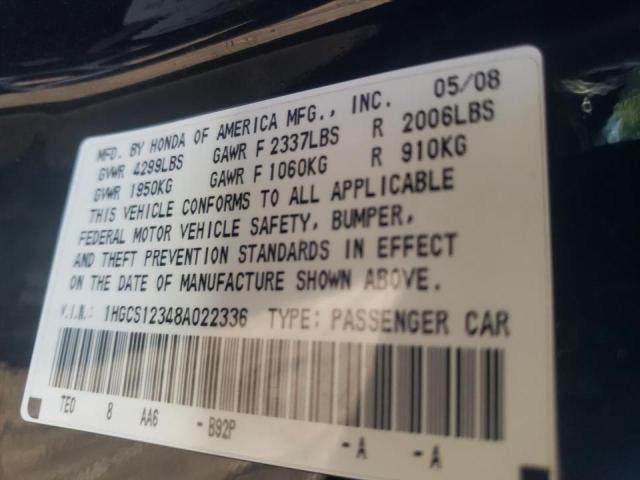 05/08
MFD. BY HONDA OF AMERICA MFG., INC.
GVWR 4299LBS GAWR F 2337LBS R 2006LBS
GVWR 1950KG GAWR F 1060KG R 910KG
THIS VEHICLE CONFORMS TO ALL APPLICABLE
FEDERAL MOTOR VEHICLE SAFETY, BUMPER,
AND THEFT PREVENTION STANDARDS IN EFFECT
ON THE DATE OF MANUFACTURE SHOWN ABOVE.
V.I.N.: 1HGCS12348A022336 TYPE: PASSENGER CAR
TE0 8 AA6 - B92P -A -A